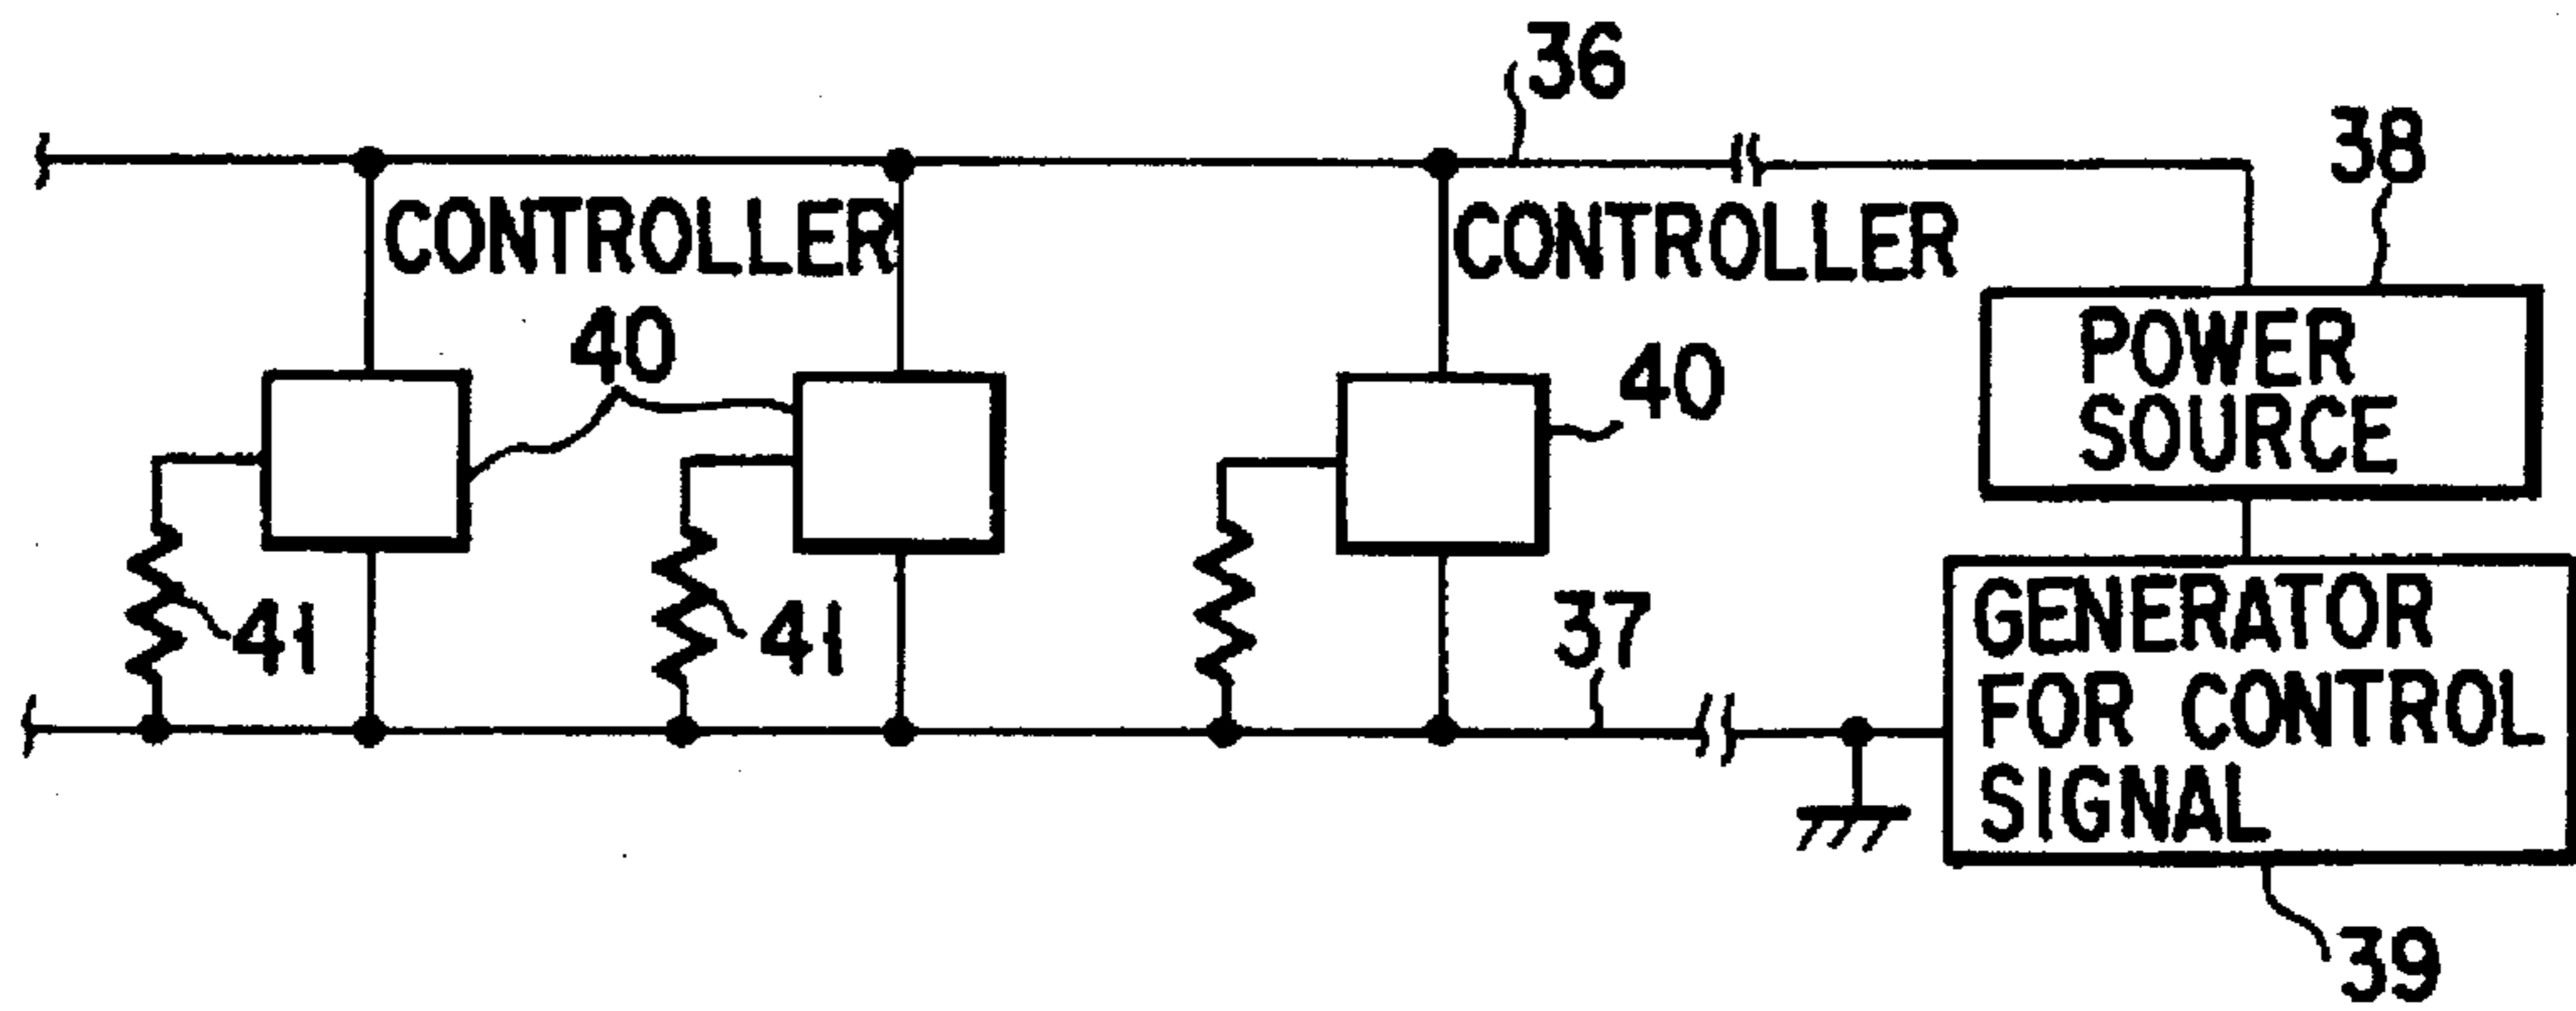 36
38
CONTROLLER
CONTROLLER
POWER
SOURCE
40
40
GENERATOR
FOR CONTROL
SIGNAL
41
41
37
39